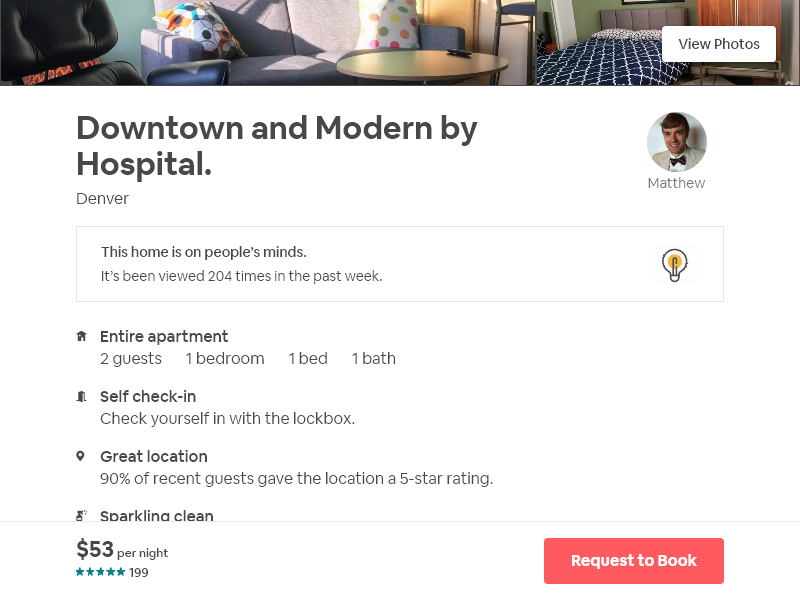 View Photos
Downtown and Modern by
Hospital.
Matthew
Denver
This home is on people’s minds.
It’s been viewed 204 times in the past week.
Entire apartment
2 guests 1 bedroom 1 bed 1 bath
Self check-in
Check yourself in with the lockbox.
Great location
90% of recent guests gave the location a 5-star rating.
Sparkling clean
$53 per night
199
Request to Book